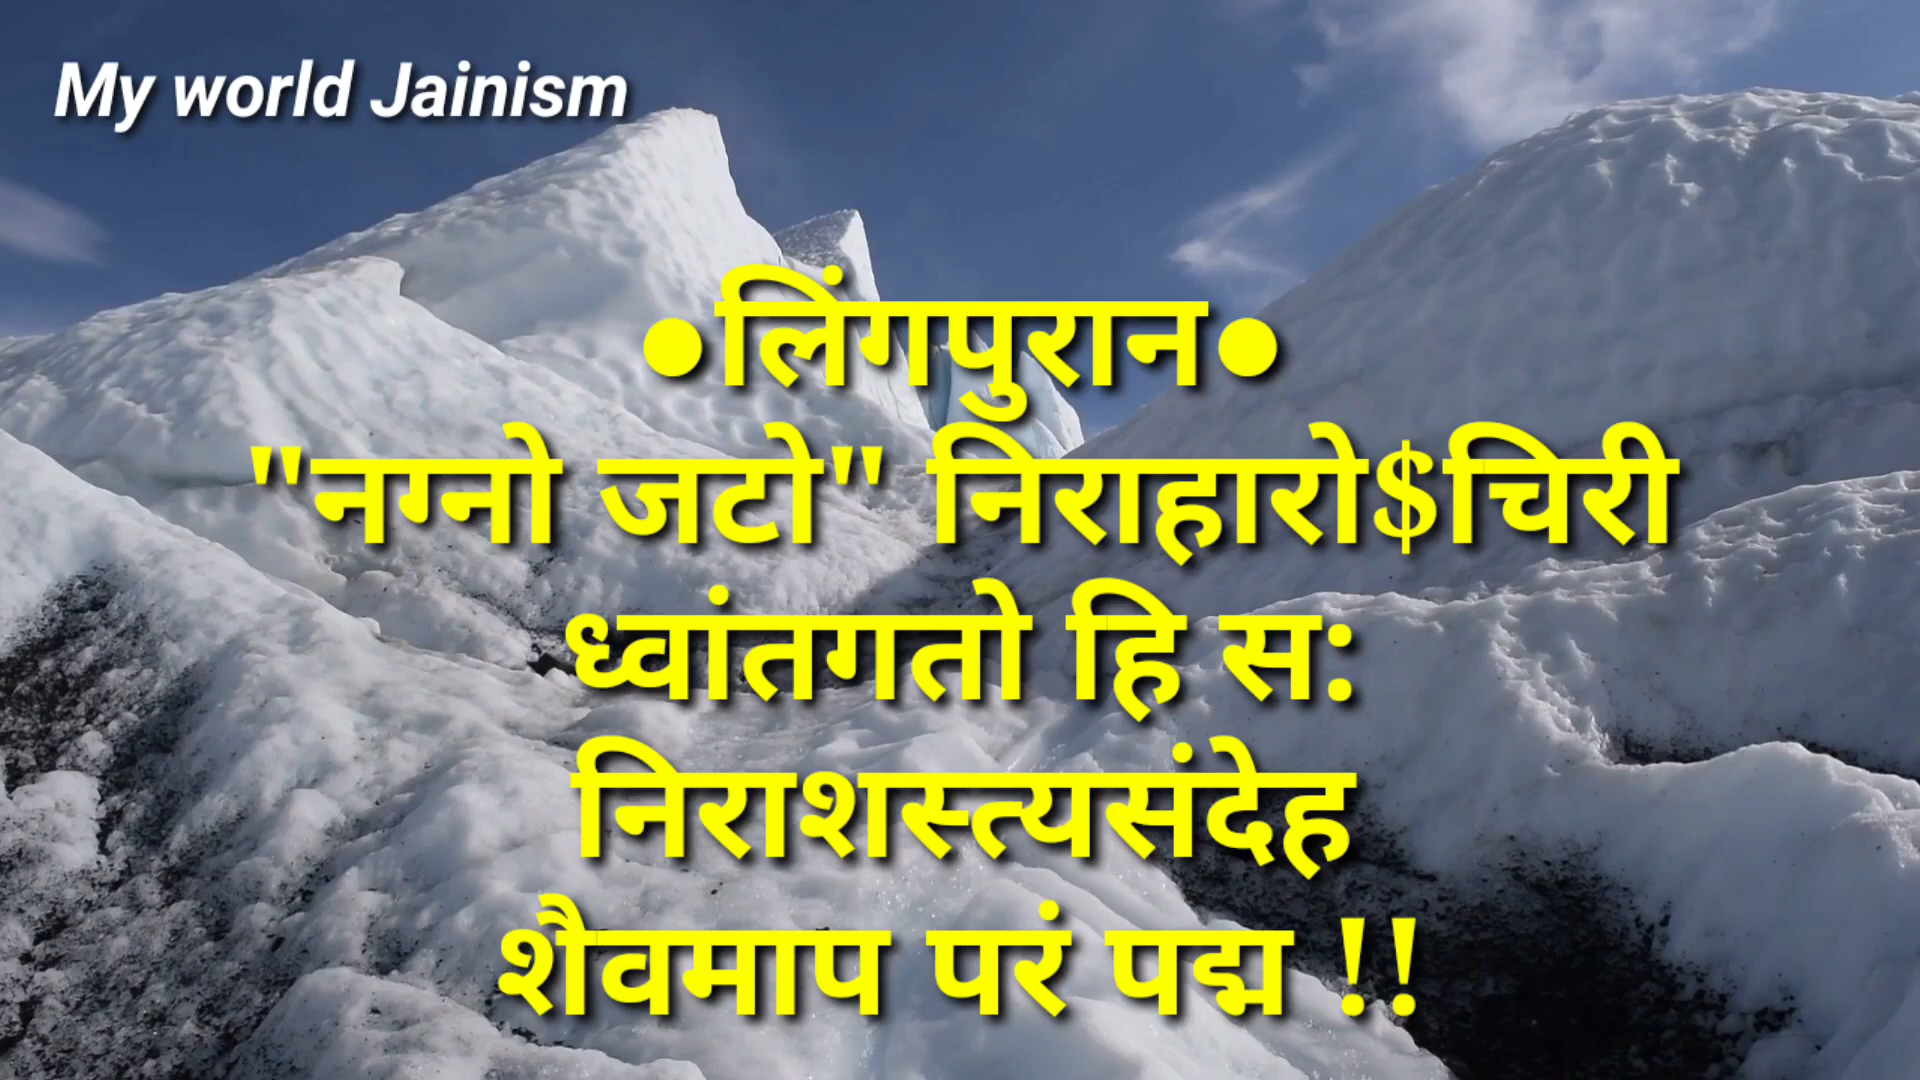 My world Jainism
•लिंगपुरान•
"नग्नो जटो" निराहारो$चिरी
ध्वांतगतो हि स:
निराशस्त्यसंदेह
शैवमाप परं पद्म !!